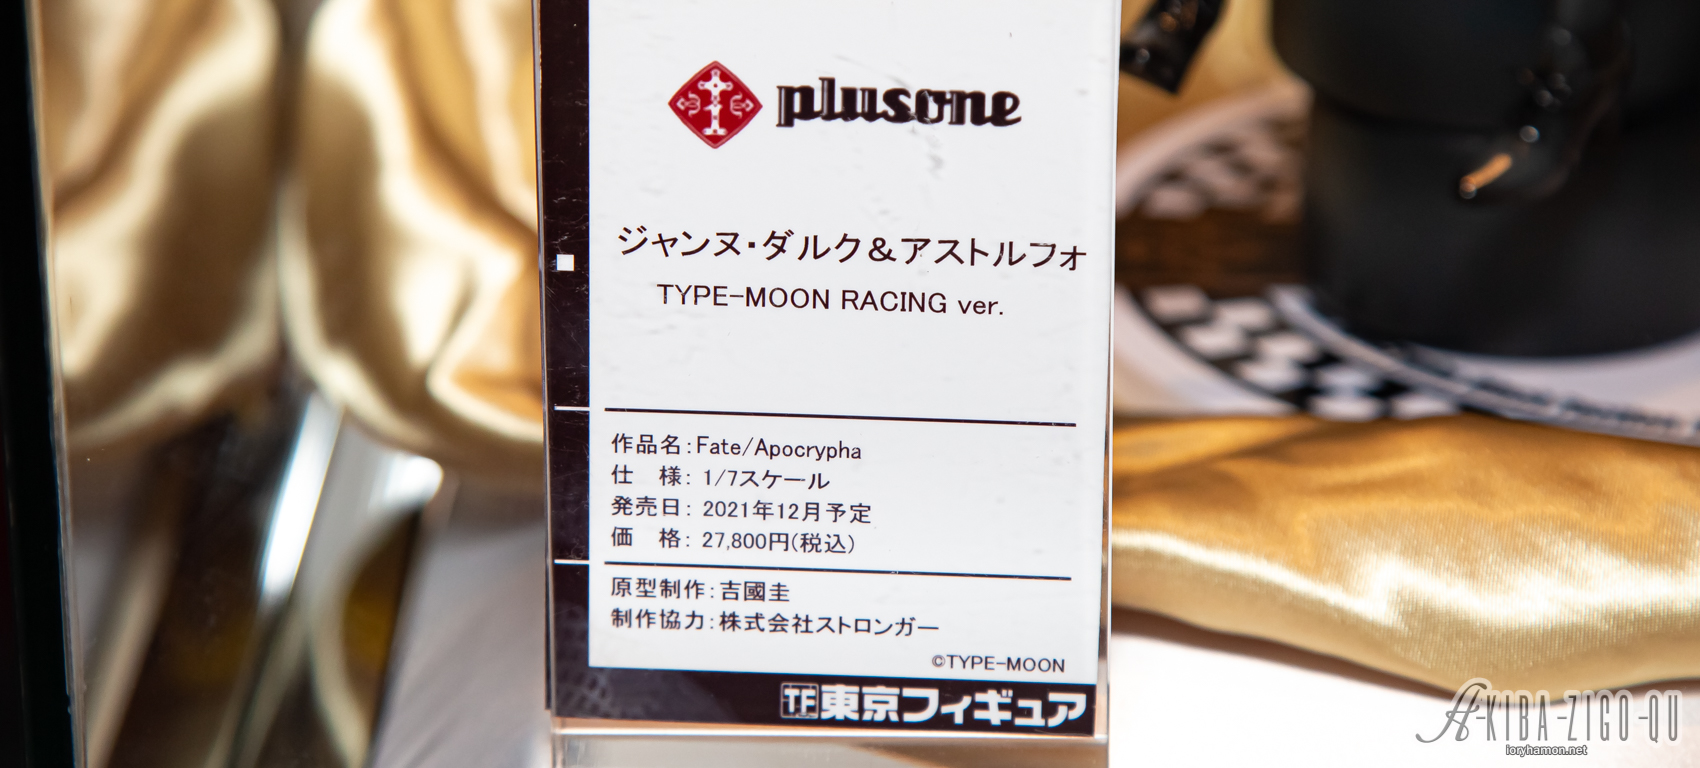 plusone
ジャンヌ・ダルク＆アストルフォ
TYPE-MOON RACING ver.
作品名：Fate/Apocrypha
仕　様： 1/7スケール
発売日： 2021年12月予定
価　格： 27,800円(税込)
原型制作：吉國圭
制作協力：株式会社ストロンガー
©TYPE-MOON
TF東京フィギュア
A-KIBA-ZIGO-QU
ioryhamon.net